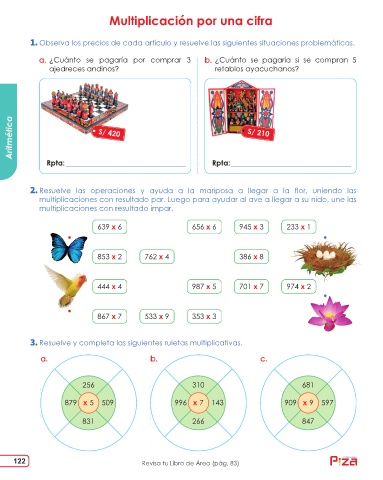 Multiplicación por una cifra
1. Observa los precios de cada artículo y resuelve las siguientes situaciones problemáticas.
a. ¿Cuánto se pagaría por comprar 3
ajedreces andinos?
b. ¿Cuánto se pagaría si se compran 5
retablos ayacuchanos?
S/ 420
S/ 210
Rpta:
Rpta:
Aritmética
2. Resuelve las operaciones y ayuda a la mariposa a llegar a la flor, uniendo las
multiplicaciones con resultado par. Luego para ayudar al ave a llegar a su nido, une las
multiplicaciones con resultado impar.
639 x 6
656 x 6
945 x 3
233 x 1
853 x 2
762 x 4
386 x 8
444 x 4
987 x 5
701 x 7
974 x 2
867 x 7
533 x 9
353 x 3
3. Resuelve y completa las siguientes ruletas multiplicativas.
a.
b.
c.
256
879 x 5 509
831
310
996 x 7 143
266
681
909 x 9 597
847
122
Revisa tu Libro de Área (pág. 83)